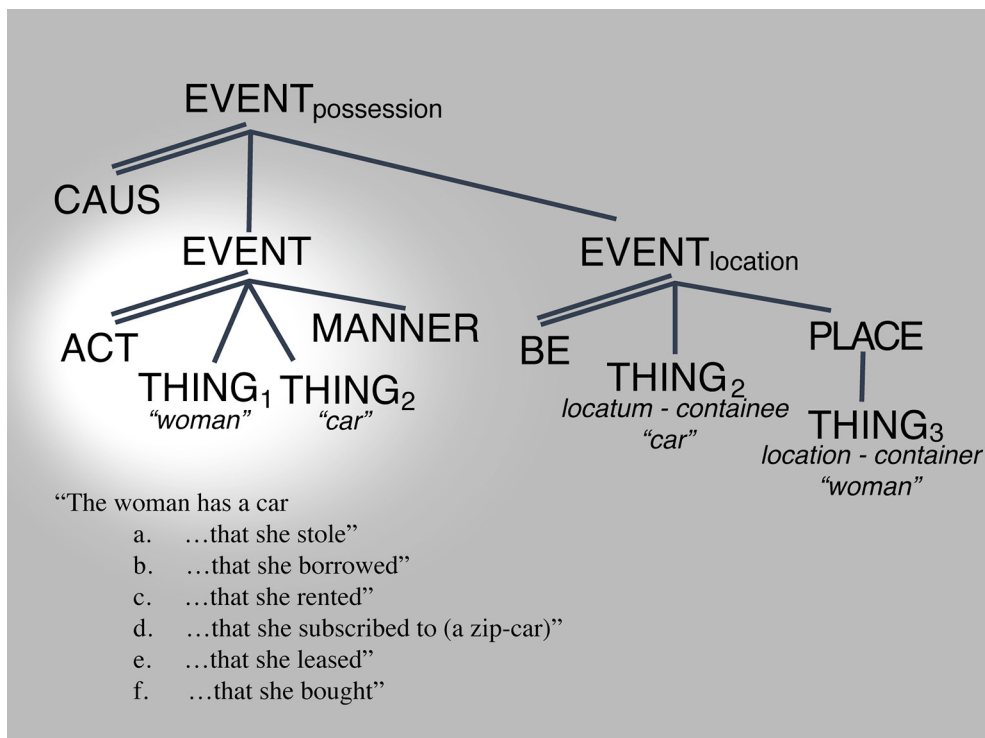 EVENTpossession
CAUS
EVENT
EVENTlocation
ACT
MANNER
BE
PLACE
THING1 THING2
"woman" "car"
THING2
locatum - containee
"car"
THING3
location - container
"woman"
“The woman has a car
a. …that she stole”
b. …that she borrowed”
c. …that she rented”
d. …that she subscribed to (a zip-car)”
e. …that she leased”
f. …that she bought”